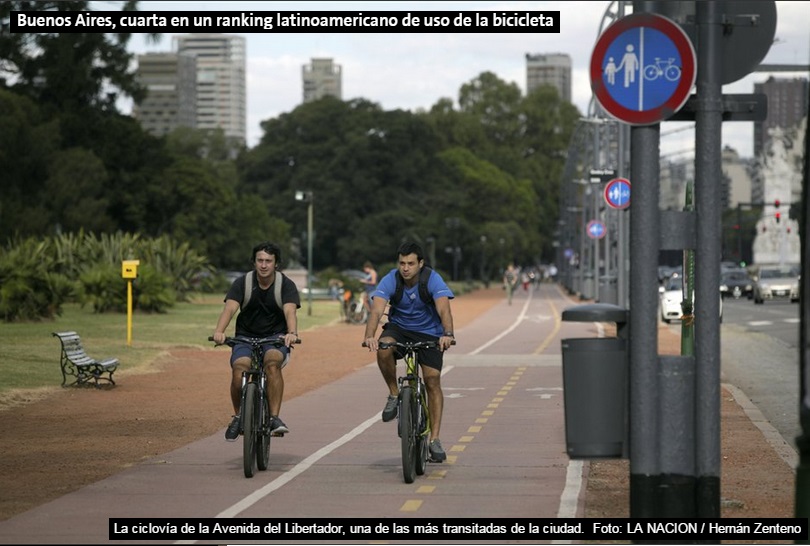 Buenos Aires, cuarta en un ranking latinoamericano de uso de la bicicleta
La ciclovía de la Avenida del Libertador, una de las más transitadas de la ciudad. Foto: LA NACION / Hernán Zenteno